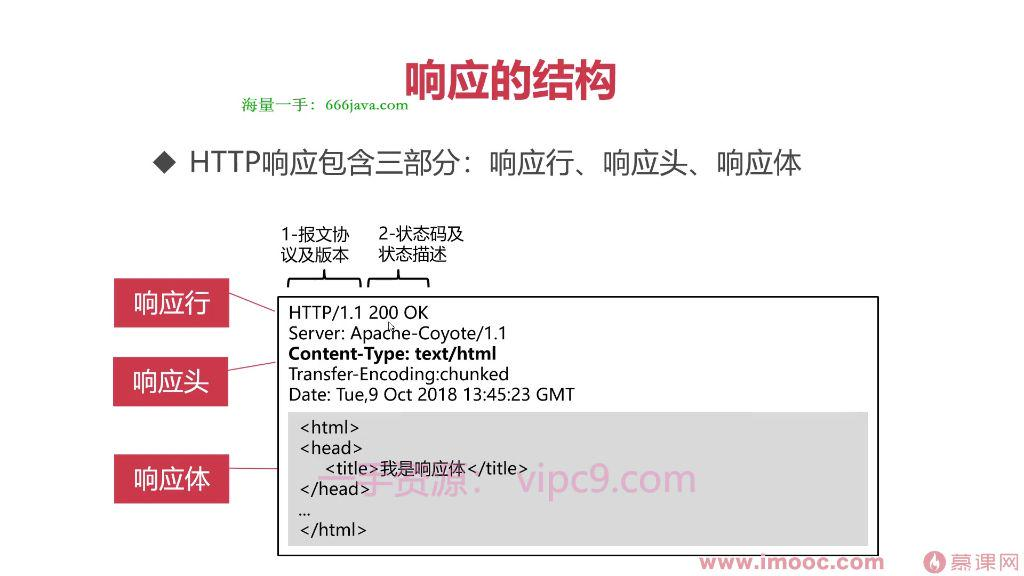 响应的结构
海量一手：666java.com
◆ HTTP响应包含三部分：响应行、响应头、响应体
1-报文协
议及版本
2-状态码及
状态描述
响应行
HTTP/1.1 200 OK
Server: Apache-Coyote/1.1
Content-Type: text/html
响应头
Transfer-Encoding:chunked
Date: Tue,9 Oct 2018 13:45:23 GMT
<html>
<head>
<title>我是响应体</title>
响应体
一手资源： vipc9.com
</head>
...
</html>
www.imooc.com
慕课网